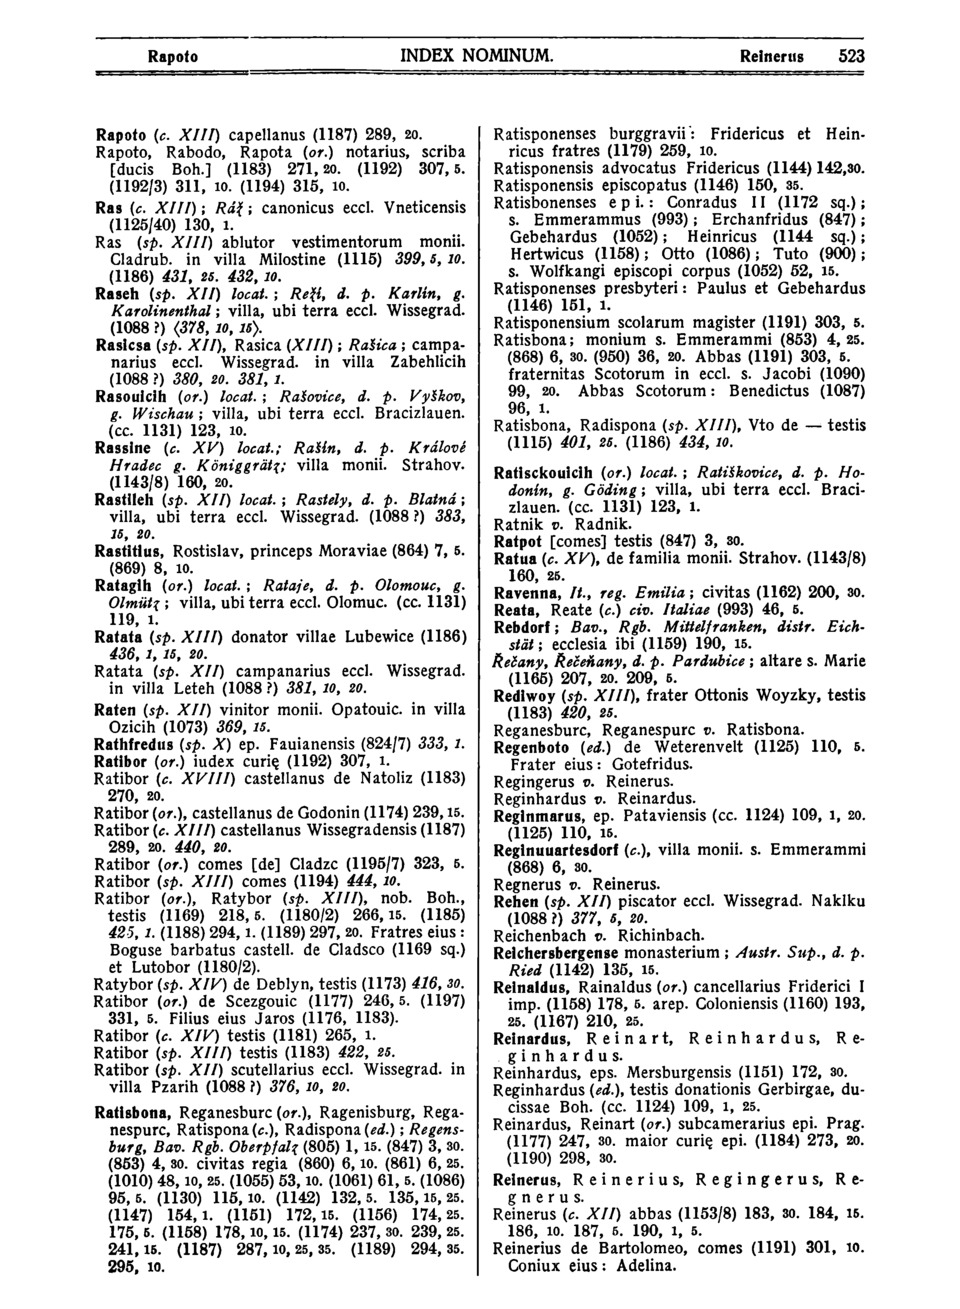 Rapoto INDEX NOMINUM. Reinerus 523
Rapoto (c. XIII) capellanus (1187) 289, 20.
Rapoto, Rabodo, Rapota (or.) notarius, scriba
[ducis Boh.] (1183) 271, 20. (1192) 307, 5.
(1192/3) 311, 10. (1194) 315, 10.
Ras (c. XIII); Ráž; canonicus eccl. Vneticensis
(1125/40) 130, 1.
Ras (sp. XIII) ablutor vestimentorum monii.
Cladrub. in villa Milostine (1115) 399, 5, 10.
(1186) 431, 25. 432, 10.
Raseh (sp. XII) locat.; Reži, d. p. Karlin, g.
Karolinenthal; villa, ubi terra eccl. Wissegrad.
(1088 ?) ⟨378, 10, 15⟩.
Rasicsa (sp. XII), Rasica (XIII); Rašica; campa-
narius eccl. Wissegrad. in villa Zabehlicih
(1088 ?) 380, 20. 381, 1.
Rasouicih (or.) locat.; Rašovice, d. p. Vyškov,
g. Wischau; villa, ubi terra eccl. Bracizlauen.
(cc. 1131) 123, 10.
Rassine (c. XV) locat.; Rašín, d. p. Králové
Hradec g. Königgrätz; villa monii. Strahov.
(1143/8) 160, 20.
Rastileh (sp. XII) locat.; Rastely, d. p. Blatná;
villa, ubi terra eccl. Wissegrad. (1088 ?) 383,
15, 20.
Rastitius, Rostislav, princeps Moraviae (864) 7, 5.
(869) 8, 10.
Ratagih (or.) locat.; Rataje, d. p. Olomouc, g.
Olmütz; villa, ubi terra eccl. Olomuc. (cc. 1131)
119, 1.
Ratata (sp. XIII) donator villae Lubewice (1186)
436, 1, 15, 20.
Ratata (sp. XII) campanarius eccl. Wissegrad.
in villa Leteh (1088 ?) 381, 10, 20.
Raten (sp. XII) vinitor monii. Opatouic. in villa
Ozicih (1073) 369, 15.
Rathfredus (sp. X) ep. Fauianensis (824/7) 333, 1.
Ratibor (or.) iudex curię (1192) 307, 1.
Ratibor (c. XVIII) castellanus de Natoliz (1183)
270, 20.
Ratibor (or.), castellanus de Godonin (1174) 239, 15.
Ratibor (c. XIII) castellanus Wissegradensis (1187)
289, 20. 440, 20.
Ratibor (or.) comes [de] Cladzc (1195/7) 323, 5.
Ratibor (sp. XIII) comes (1194) 444, 10.
Ratibor (or.), Ratybor (sp. XIII), nob. Boh.,
testis (1169) 218, 5. (1180/2) 266, 15. (1185)
425, 1. (1188) 294, 1. (1189) 297, 20. Fratres eius:
Boguse barbatus castell. de Cladsco (1169 sq.)
et Lutobor (1180/2).
Ratybor (sp. XIV) de Deblyn, testis (1173) 416, 30.
Ratibor (or.) de Scezgouic (1177) 246, 5. (1197)
331, 5. Filius eius Jaros (1176, 1183).
Ratibor (c. XIV) testis (1181) 265, 1.
Ratibor (sp. XIII) testis (1183) 422, 25.
Ratibor (sp. XII) scutellarius eccl. Wissegrad. in
villa Pzarih (1088 ?) 376, 10, 20.
Ratisbona, Reganesburc (or.), Ragenisburg, Rega-
nespurc, Ratispona (c.), Radispona (ed.); Regens-
burg, Bav. Rgb. Oberpfalz (805) 1, 15. (847) 3, 30.
(853) 4, 30. civitas regia (860) 6, 10. (861) 6, 25.
(1010) 48, 10, 25. (1055) 53, 10. (1061) 61, 5. (1086)
95, 5. (1130) 115, 10. (1142) 132, 5. 135, 15, 25.
(1147) 154, 1. (1151) 172, 15. (1156) 174, 25.
175, 5. (1158) 178, 10, 15. (1174) 237, 30. 239, 25.
241, 15. (1187) 287, 10, 25, 35. (1189) 294, 35.
295, 10.
Ratisponenses burggravii: Fridericus et Hein-
ricus fratres (1179) 259, 10.
Ratisponensis advocatus Fridericus (1144) 142, 30.
Ratisponensis episcopatus (1146) 150, 35.
Ratisbonenses epi.: Conradus II (1172 sq.);
s. Emmerammus (993); Erchanfridus (847);
Gebehardus (1052); Heinricus (1144 sq.);
Hertwicus (1158); Otto (1086); Tuto (900);
s. Wolfkangi episcopi corpus (1052) 52, 15.
Ratisponenses presbyteri: Paulus et Gebehardus
(1146) 151, 1.
Ratisponensium scolarum magister (1191) 303, 5.
Ratisbona; monium s. Emmerammi (853) 4, 25.
(868) 6, 30. (950) 36, 20. Abbas (1191) 303, 5.
fraternitas Scotorum in eccl. s. Jacobi (1090)
99, 20. Abbas Scotorum: Benedictus (1087)
96, 1.
Ratisbona, Radispona (sp. XIII), Vto de — testis
(1115) 401, 25. (1186) 434, 10.
Ratisckouicih (or.) locat.; Ratiškovice, d. p. Ho-
donín, g. Göding; villa, ubi terra eccl. Braci-
zlauen. (cc. 1131) 123, 1.
Ratnik v. Radnik.
Ratpot [comes] testis (847) 3, 30.
Ratua (c. XV), de familia monii. Strahov. (1143/8)
160, 25.
Ravenna, It., reg. Emilia; civitas (1162) 200, 30.
Reata, Reate (c.) civ. Italiae (993) 46, 5.
Rebdorf; Bav., Rgb. Mittelfranken, distr. Eich-
stät; ecclesia ibi (1159) 190, 15.
Řečany, Řečeňany, d. p. Pardubice; altare s. Marie
(1165) 207, 20. 209, 5.
Rediwoy (sp. XIII), frater Ottonis Woyzky, testis
(1183) 420, 25.
Reganesburc, Reganespurc v. Ratisbona.
Regenboto (ed.) de Weterenvelt (1125) 110, 5.
Frater eius: Gotefridus.
Regingerus v. Reinerus.
Reginhardus v. Reinardus.
Reginmarus, ep. Pataviensis (cc. 1124) 109, 1, 20.
(1125) 110, 15.
Reginuuartesdorf (c.), villa monii. s. Emmerammi
(868) 6, 30.
Regnerus v. Reinerus.
Rehen (sp. XII) piscator eccl. Wissegrad. Naklku
(1088 ?) 377, 5, 20.
Reichenbach v. Richinbach.
Reichersbergense monasterium; Austr. Sup., d. p.
Ried (1142) 135, 15.
Reinaldus, Rainaldus (or.) cancellarius Friderici I
imp. (1158) 178, 5. arep. Coloniensis (1160) 193,
25. (1167) 210, 25.
Reinardus, Reinart, Reinhardus, Re-
ginhardus.
Reinhardus, eps. Mersburgensis (1151) 172, 30.
Reginhardus (ed.), testis donationis Gerbirgae, du-
cissae Boh. (cc. 1124) 109, 1, 25.
Reinardus, Reinart (or.) subcamerarius epi. Prag.
(1177) 247, 30. maior curię epi. (1184) 273, 20.
(1190) 298, 30.
Reinerus, Reinerius, Regingerus, Re-
gnerus.
Reinerus (c. XII) abbas (1153/8) 183, 30. 184, 15.
186, 10. 187, 5. 190, 1, 5.
Reinerius de Bartolomeo, comes (1191) 301, 10.
Coniux eius: Adelina.